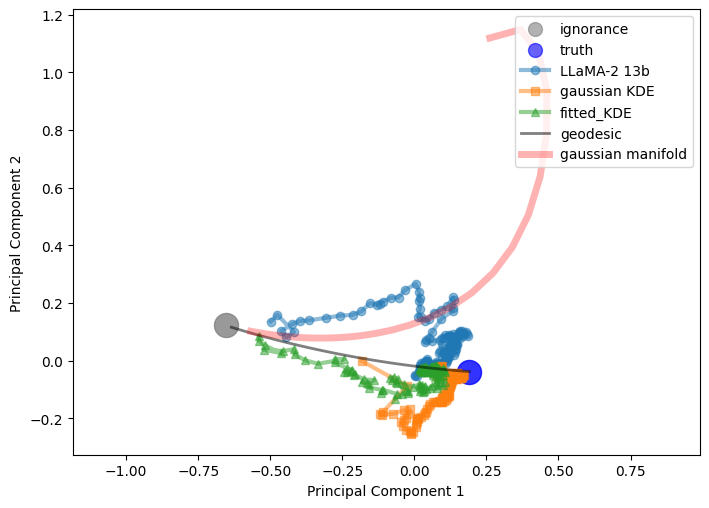 ignorance
truth
LLaMA-2 13b
gaussian KDE
fitted_KDE
geodesic
gaussian manifold
1.2
1.0
0.8
0.6
0.4
0.2
0.0
−0.2
Principal Component 2
−1.00 −0.75 −0.50 −0.25 0.00 0.25 0.50 0.75
Principal Component 1